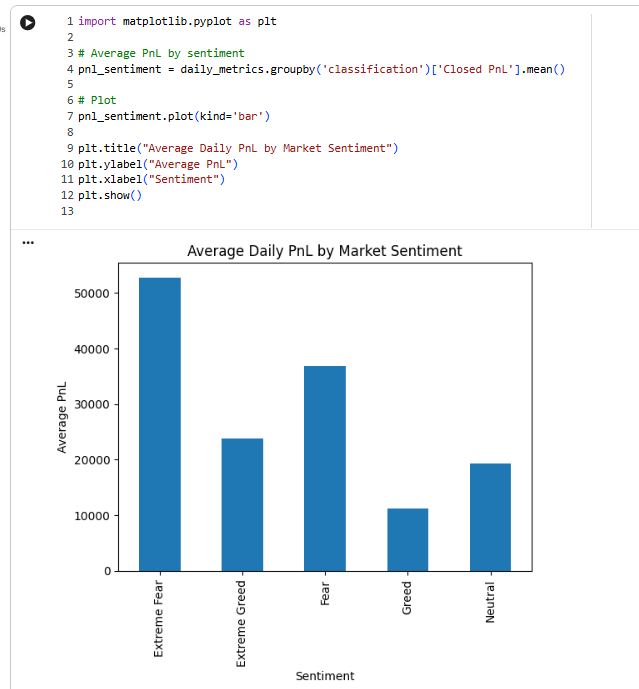 s
1 import matplotlib.pyplot as plt
2
3 # Average PnL by sentiment
4 pnl_sentiment = daily_metrics.groupby('classification')['Closed PnL'].mean()
5
6 # Plot
7 pnl_sentiment.plot(kind='bar')
8
9 plt.title("Average Daily PnL by Market Sentiment")
10 plt.ylabel("Average PnL")
11 plt.xlabel("Sentiment")
12 plt.show()
13
...
Average Daily PnL by Market Sentiment
50000
40000
30000
20000
10000
0
Average PnL
Extreme Fear
Extreme Greed
Fear
Greed
Neutral
Sentiment